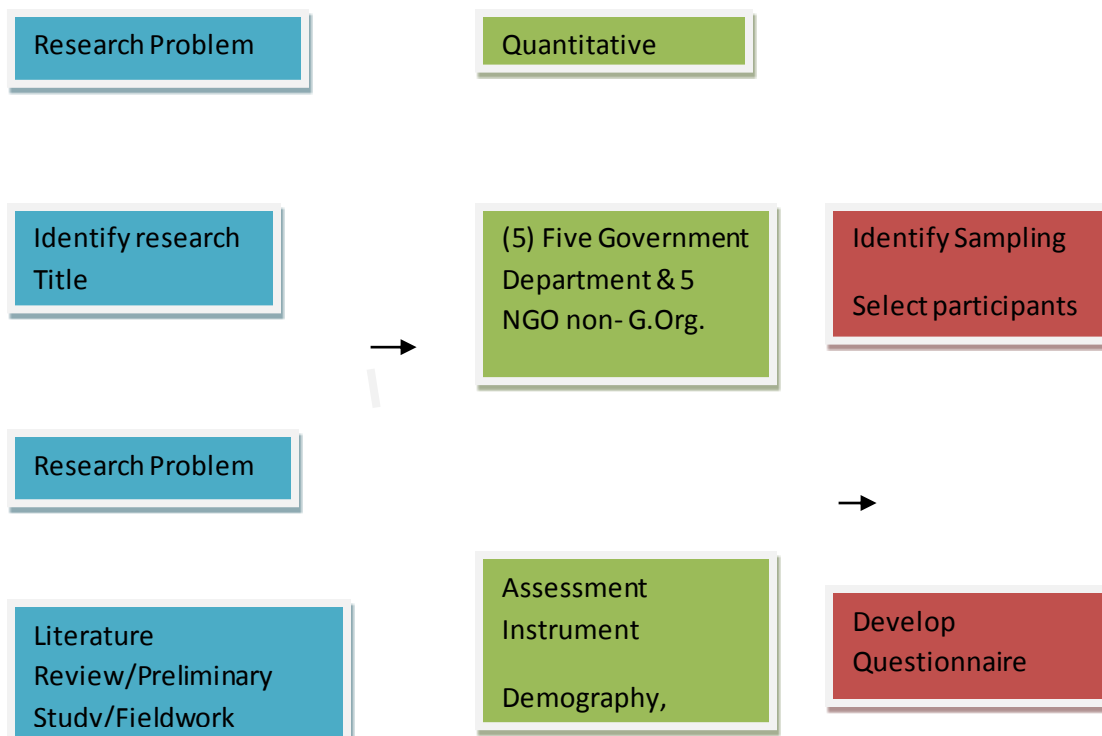 Research Problem
Quantitative
Identify research
Title
(5) Five Government
Department & 5
NGO non- G.Org.
Identify Sampling
Select participants
Research Problem
Literature
Review/Preliminary
Study/Fieldwork
Assessment
Instrument
Demography,
Develop
Questionnaire